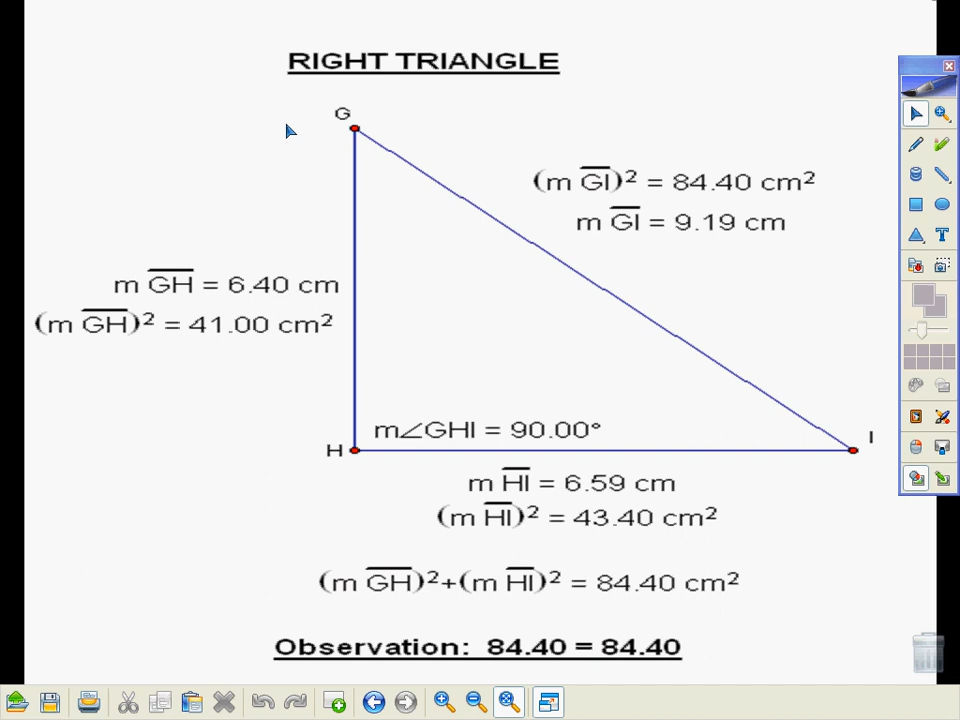 RIGHT TRIANGLE
G
(m GI)² = 84.40 cm²
m GI = 9.19 cm
m GH = 6.40 cm
(m GH)² = 41.00 cm²
m∠GHI = 90.00°
H
I
m HI = 6.59 cm
(m HI)² = 43.40 cm²
(m GH)²+(m HI)² = 84.40 cm²
Observation: 84.40 = 84.40